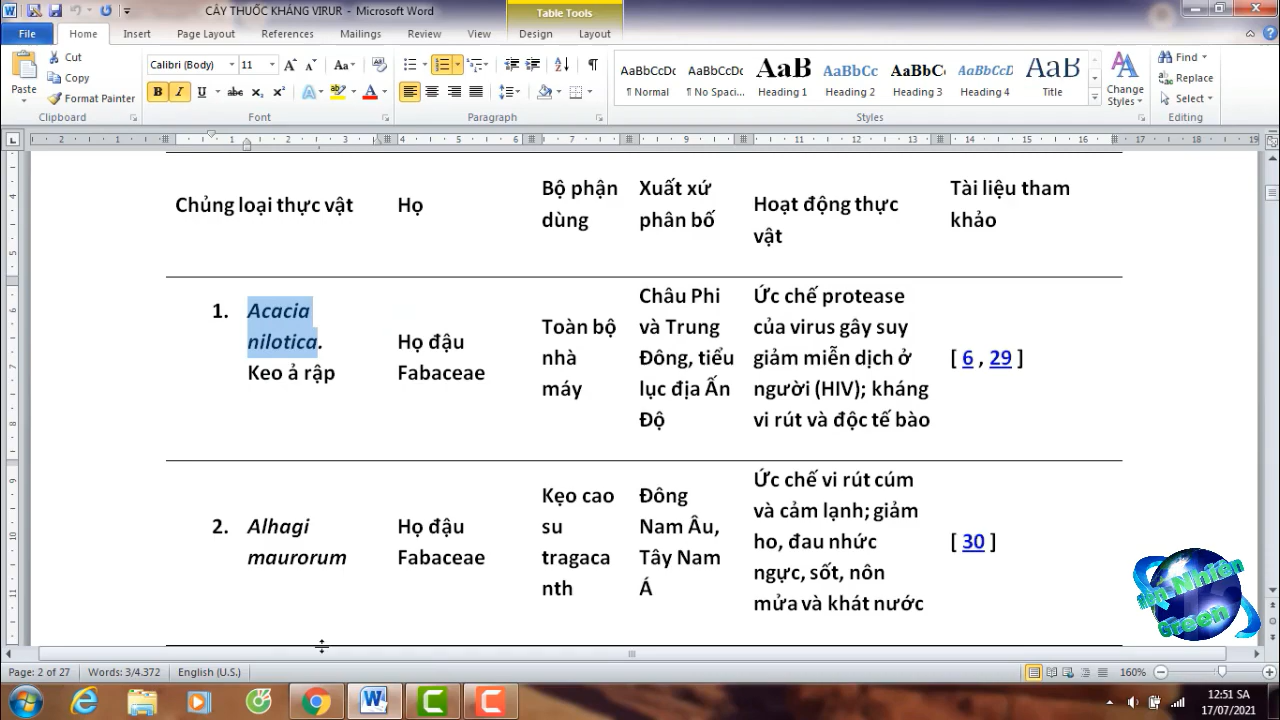 CÂY THUỐC KHÁNG VIRUR - Microsoft Word
Table Tools
File Home Insert Page Layout References Mailings Review View Design Layout
Paste
Cut
Copy
Format Painter
Clipboard
Calibri (Body) 11
Font
Paragraph
AaBbCcDc AaBbCcDc AaB AaBbCc AaBbCc AaBbCcDc AaB
¶ Normal ¶ No Spaci... Heading 1 Heading 2 Heading 3 Heading 4 Title
Change Styles
Styles
Find
Replace
Select
Editing
Chủng loại thực vật
Họ
Bộ phận
dùng
Xuất xứ
phân bố
Hoạt động thực
vật
Tài liệu tham
khảo
1. Acacia
nilotica.
Keo ả rập
Họ đậu
Fabaceae
Toàn bộ
nhà
máy
Châu Phi
và Trung
Đông, tiểu
lục địa Ấn
Độ
Ức chế protease
của virus gây suy
giảm miễn dịch ở
người (HIV); kháng
vi rút và độc tế bào
[ 6 , 29 ]
2. Alhagi
maurorum
Họ đậu
Fabaceae
Kẹo cao
su
tragaca
nth
Đông
Nam Âu,
Tây Nam
Á
Ức chế vi rút cúm
và cảm lạnh; giảm
ho, đau nhức
ngực, sốt, nôn
mửa và khát nước
[ 30 ]
Nhiên
Green
Page: 2 of 27 Words: 3/4.372 English (U.S.) 160%
12:51 SA
17/07/2021